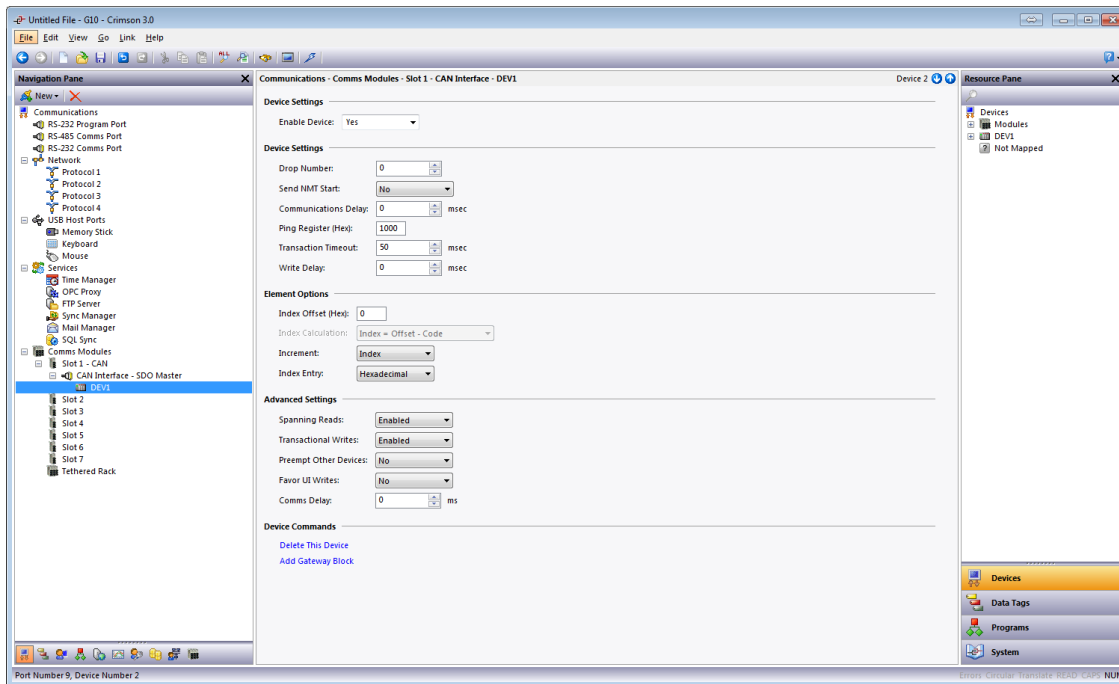 Untitled File - G10 - Crimson 3.0
File Edit View Go Link Help
Navigation Pane
New
Communications
RS-232 Program Port
RS-485 Comms Port
RS-232 Comms Port
Network
Protocol 1
Protocol 2
Protocol 3
Protocol 4
USB Host Ports
Memory Stick
Keyboard
Mouse
Services
Time Manager
OPC Proxy
FTP Server
Sync Manager
Mail Manager
SQL Sync
Comms Modules
Slot 1 - CAN
CAN Interface - SDO Master
DEV1
Slot 2
Slot 3
Slot 4
Slot 5
Slot 6
Slot 7
Tethered Rack
Communications - Comms Modules - Slot 1 - CAN Interface - DEV1 Device 2
Device Settings
Enable Device: Yes
Device Settings
Drop Number: 0
Send NMT Start: No
Communications Delay: 0 msec
Ping Register (Hex): 1000
Transaction Timeout: 50 msec
Write Delay: 0 msec
Element Options
Index Offset (Hex): 0
Index Calculation: Index = Offset - Code
Increment: Index
Index Entry: Hexadecimal
Advanced Settings
Spanning Reads: Enabled
Transactional Writes: Enabled
Preempt Other Devices: No
Favor UI Writes: No
Comms Delay: 0 ms
Device Commands
Delete This Device
Add Gateway Block
Resource Pane
Devices
Modules
DEV1
Not Mapped
Devices
Data Tags
Programs
System
Port Number 9, Device Number 2
Errors Circular Translate READ CAPS NUM